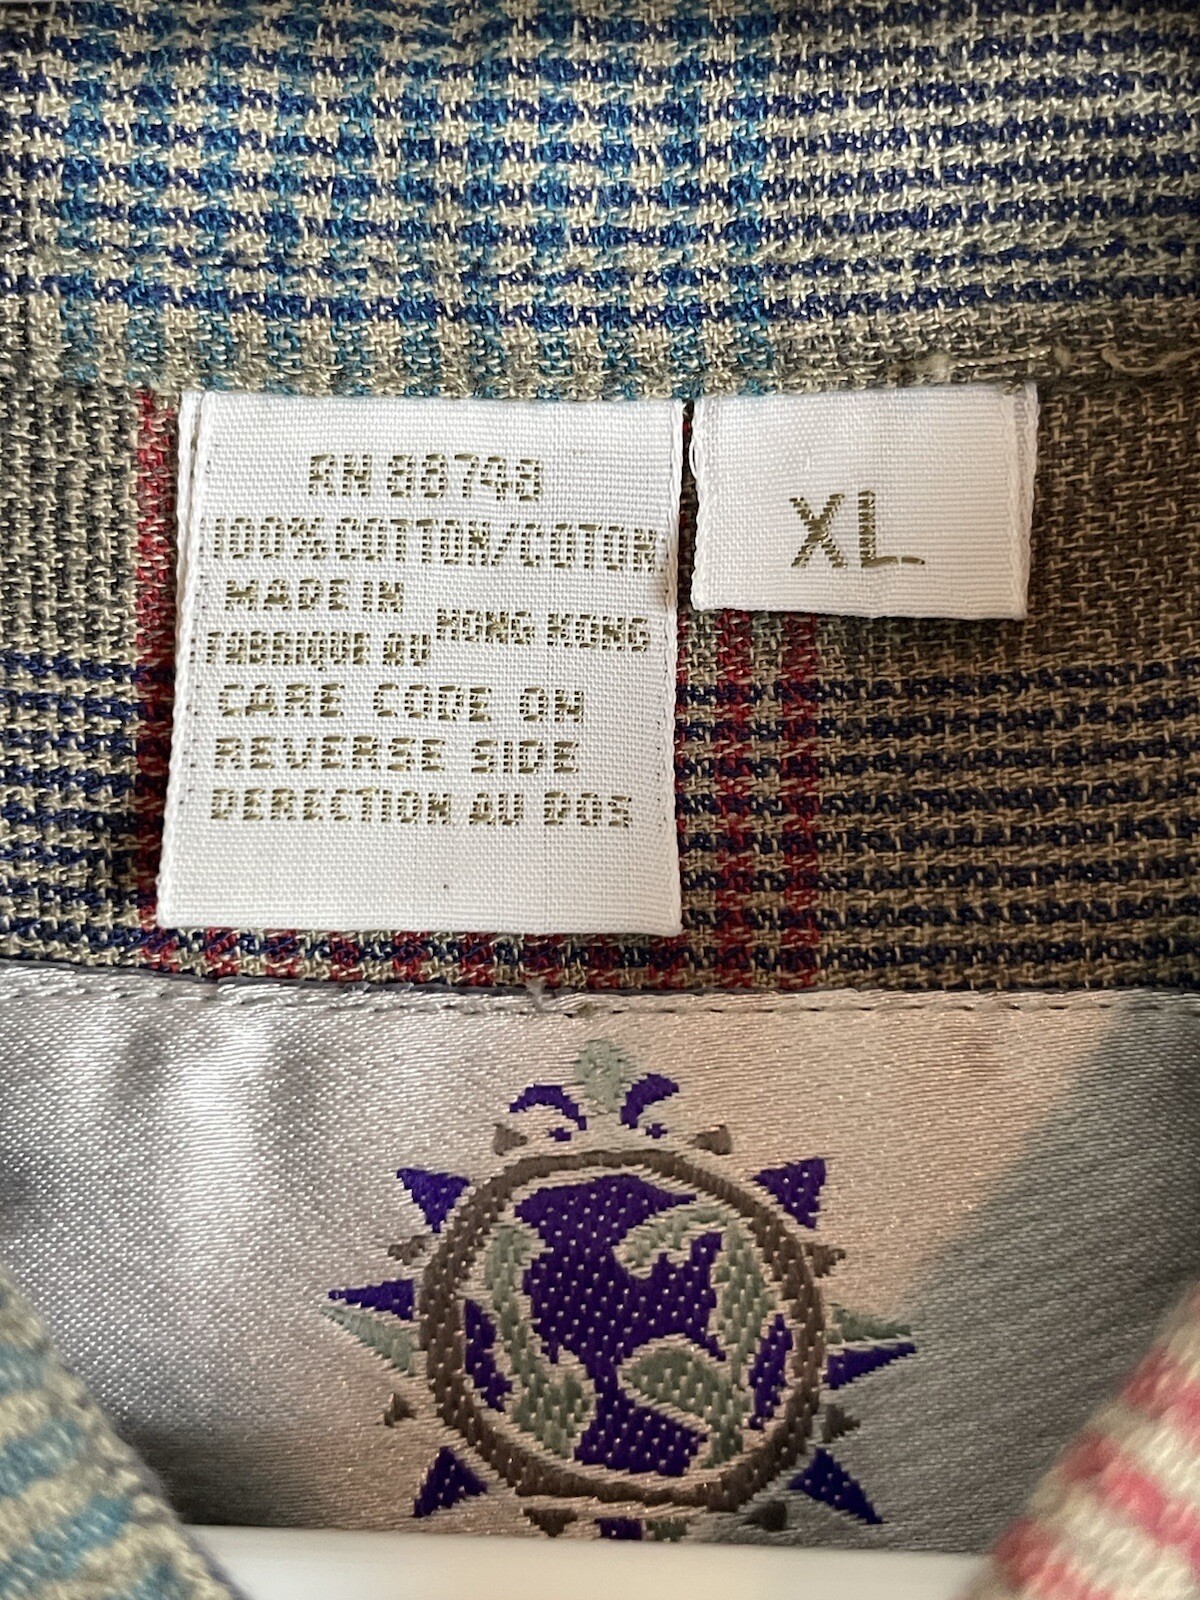 RN 88748
100% COTTON/COTON
MADE IN
FABRIQUE AU HONG KONG
CARE CODE ON
REVERSE SIDE
DERECTION AU DOS
XL